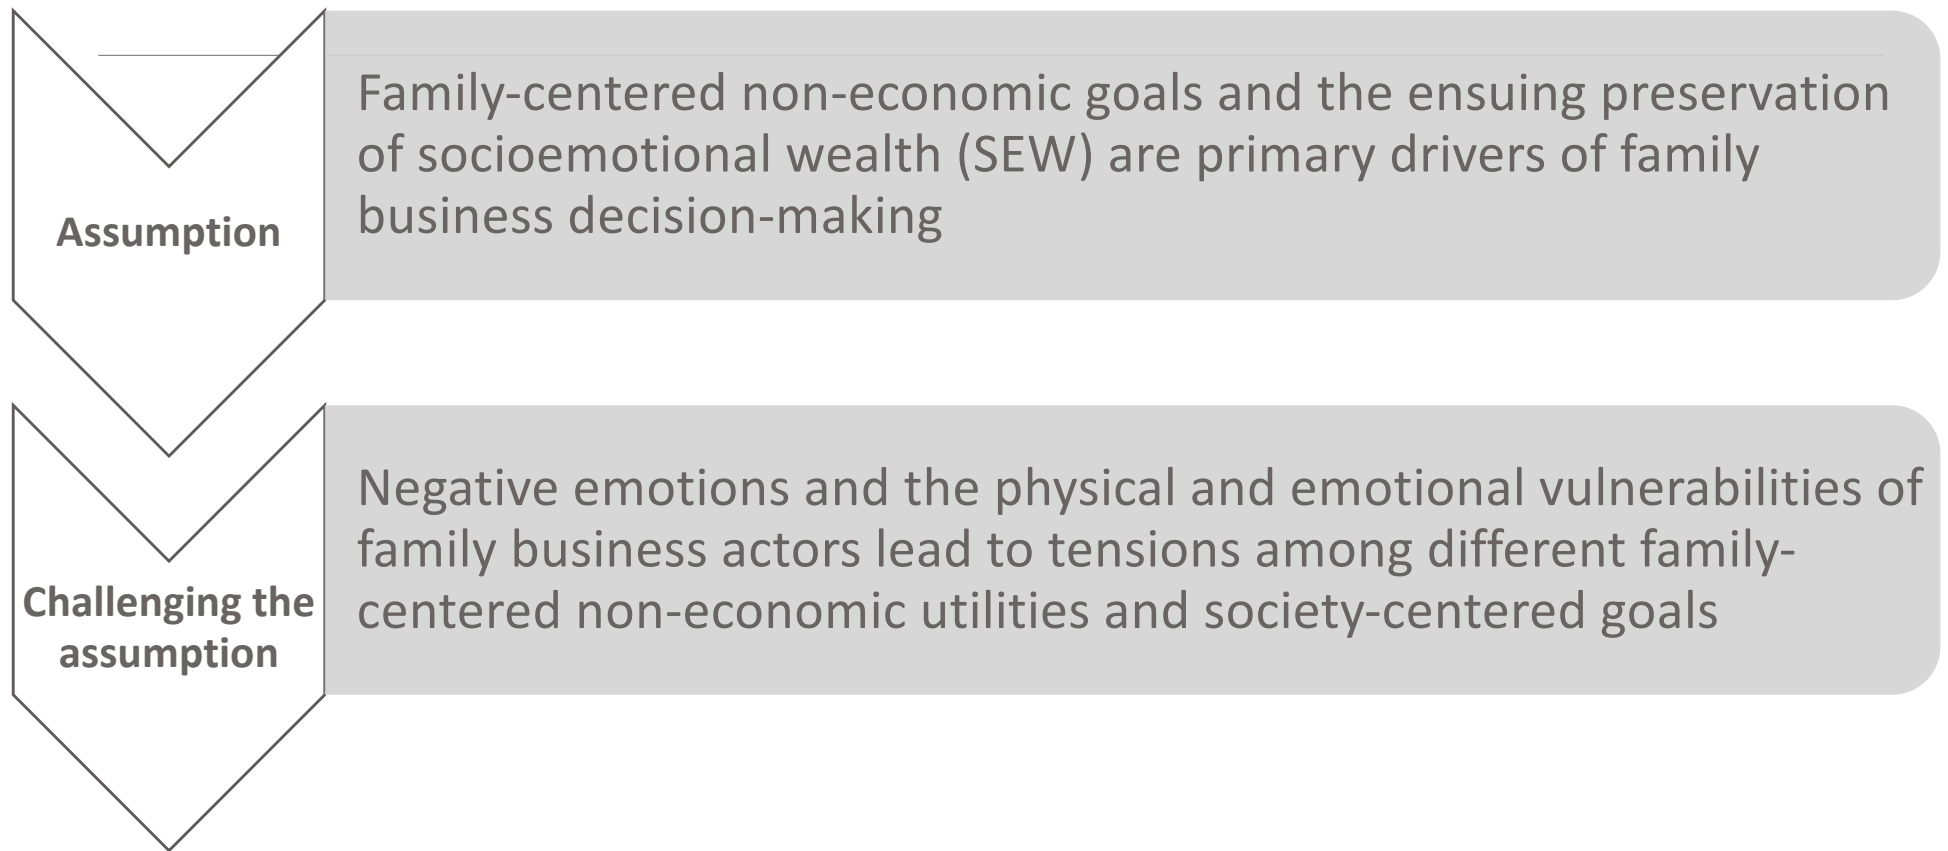 Assumption
Family-centered non-economic goals and the ensuing preservation
of socioemotional wealth (SEW) are primary drivers of family
business decision-making
Challenging the
assumption
Negative emotions and the physical and emotional vulnerabilities of
family business actors lead to tensions among different family-
centered non-economic utilities and society-centered goals